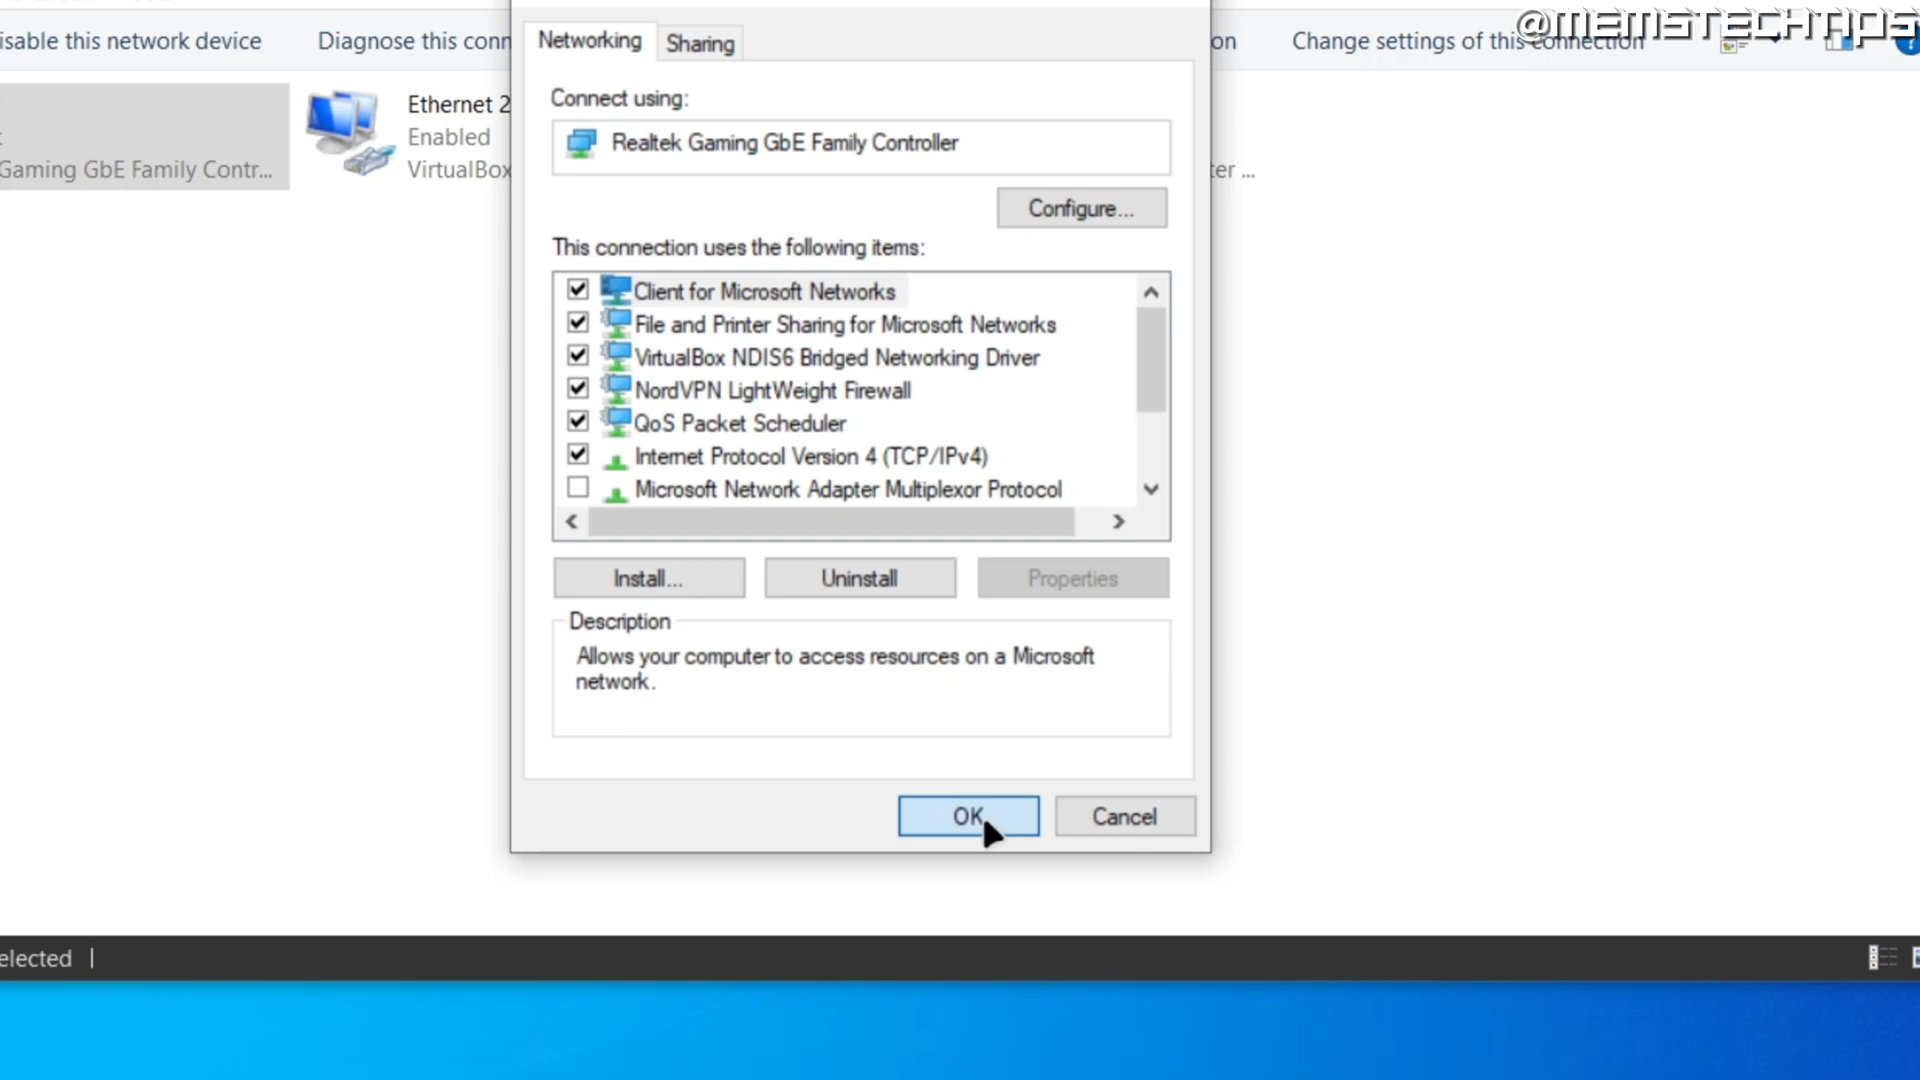 @MEMSTECHTIPS
isable this network device
Diagnose this conn
on
Change settings of this connection
Gaming GbE Family Contr...
Ethernet 2
Enabled
VirtualBox
ter ...
Networking
Sharing
Connect using:
Realtek Gaming GbE Family Controller
Configure...
This connection uses the following items:
Client for Microsoft Networks
File and Printer Sharing for Microsoft Networks
VirtualBox NDIS6 Bridged Networking Driver
NordVPN LightWeight Firewall
QoS Packet Scheduler
Internet Protocol Version 4 (TCP/IPv4)
Microsoft Network Adapter Multiplexor Protocol
Install...
Uninstall
Properties
Description
Allows your computer to access resources on a Microsoft
network.
OK
Cancel
elected